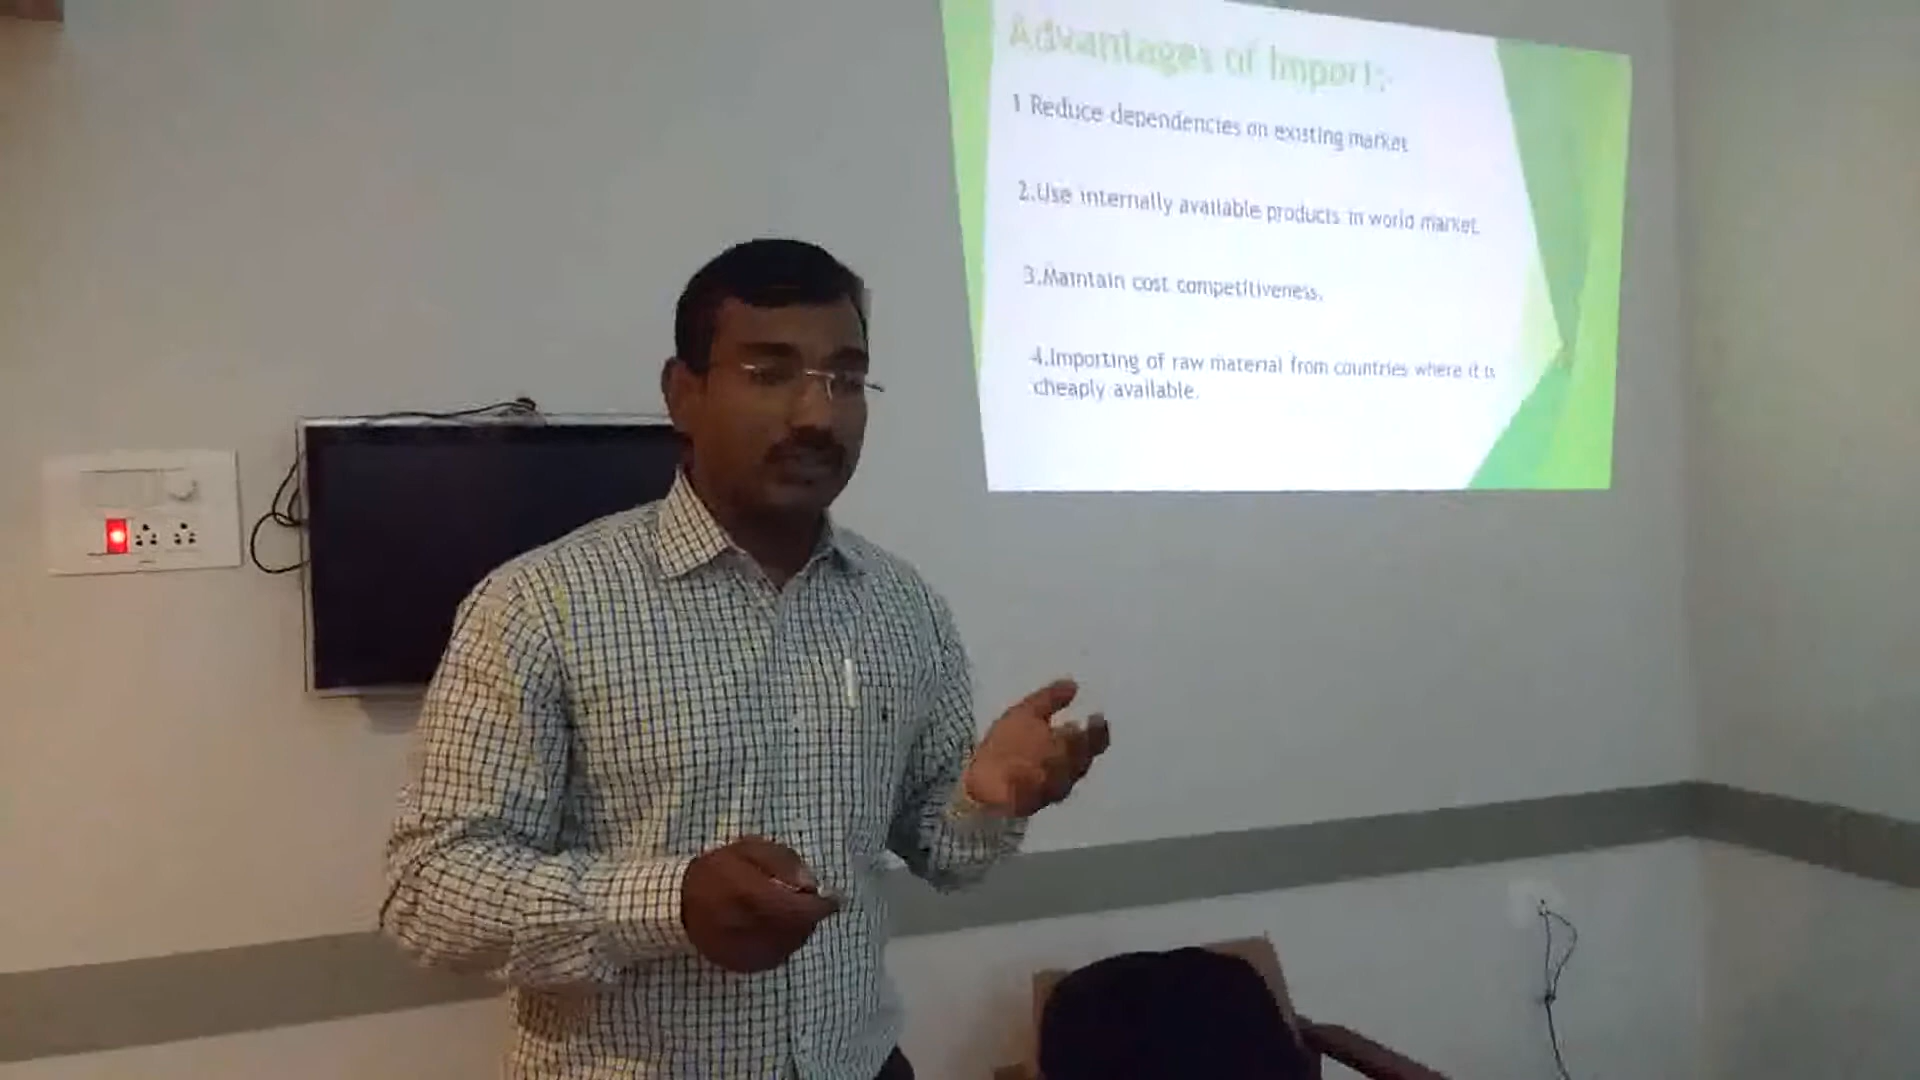 Advantages of Import:-
1 Reduce dependencies on existing market
2.Use internally available products in world market.
3.Maintain cost competitiveness.
4.Importing of raw material from countries where it is
cheaply available.